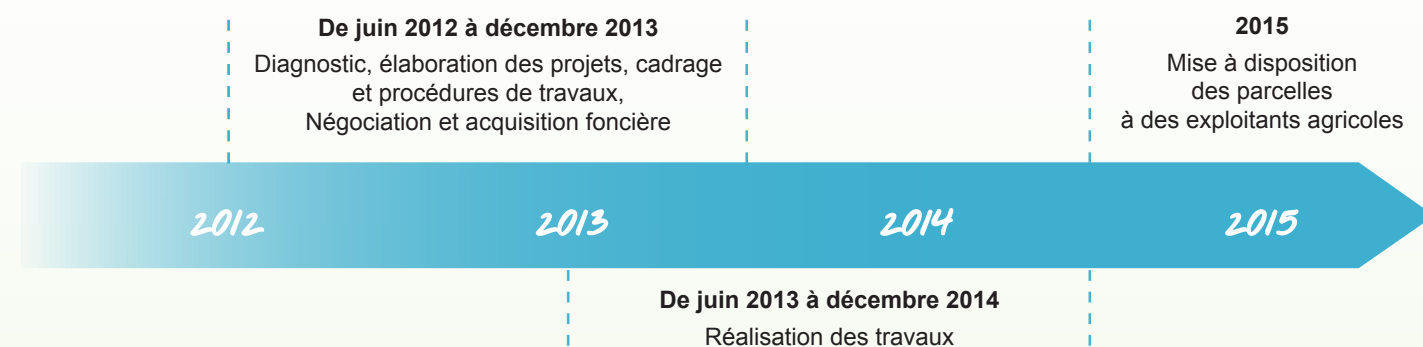 De juin 2012 à décembre 2013
Diagnostic, élaboration des projets, cadrage
et procédures de travaux,
Négociation et acquisition foncière
2015
Mise à disposition
des parcelles
à des exploitants agricoles
2012
2013
2014
2015
De juin 2013 à décembre 2014
Réalisation des travaux